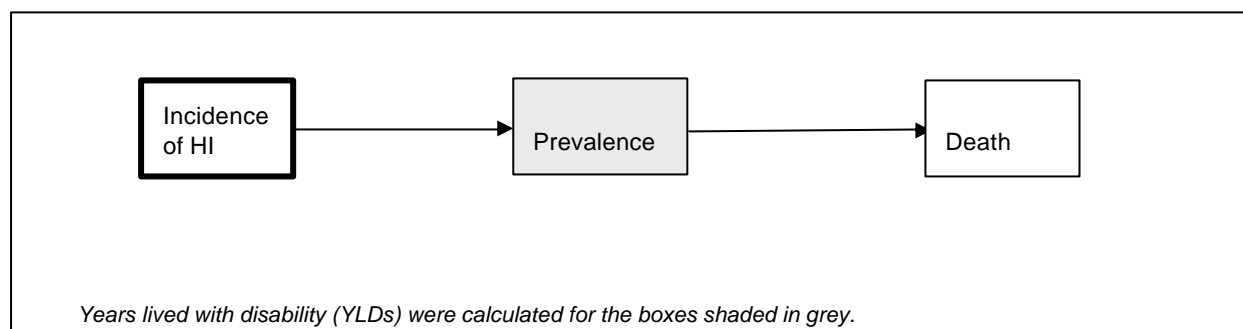 Incidence
of HI
Prevalence
Death
Years lived with disability (YLDs) were calculated for the boxes shaded in grey.